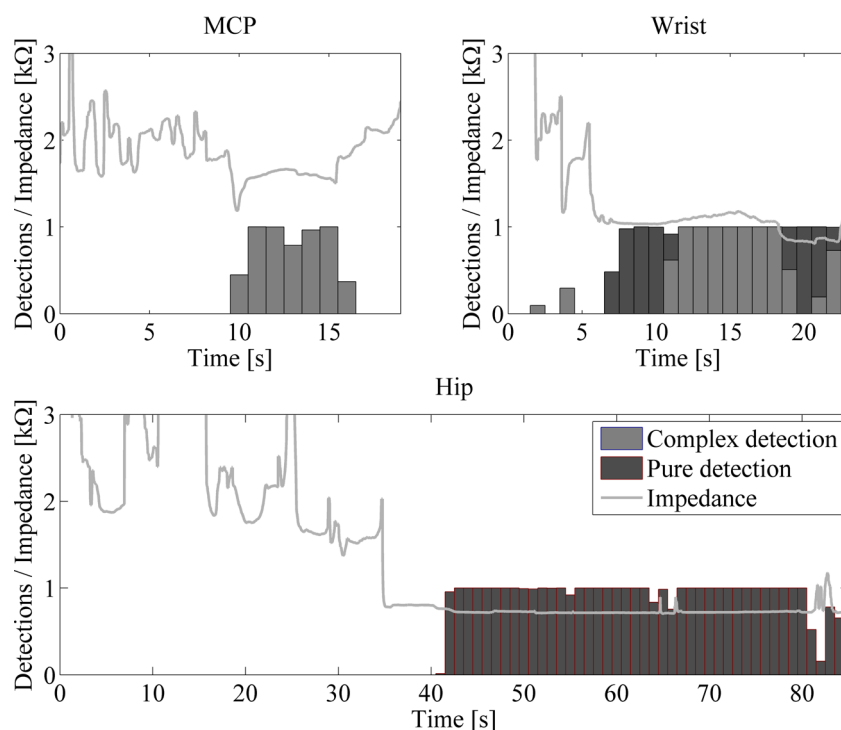 MCP
Detections / Impedance [kΩ]
3
2
1
0
0 5 10 15
Time [s]
Wrist
Detections / Impedance [kΩ]
3
2
1
0
0 5 10 15 20
Time [s]
Hip
Detections / Impedance [kΩ]
3
2
1
0
0 10 20 30 40 50 60 70 80
Time [s]
Complex detection
Pure detection
Impedance